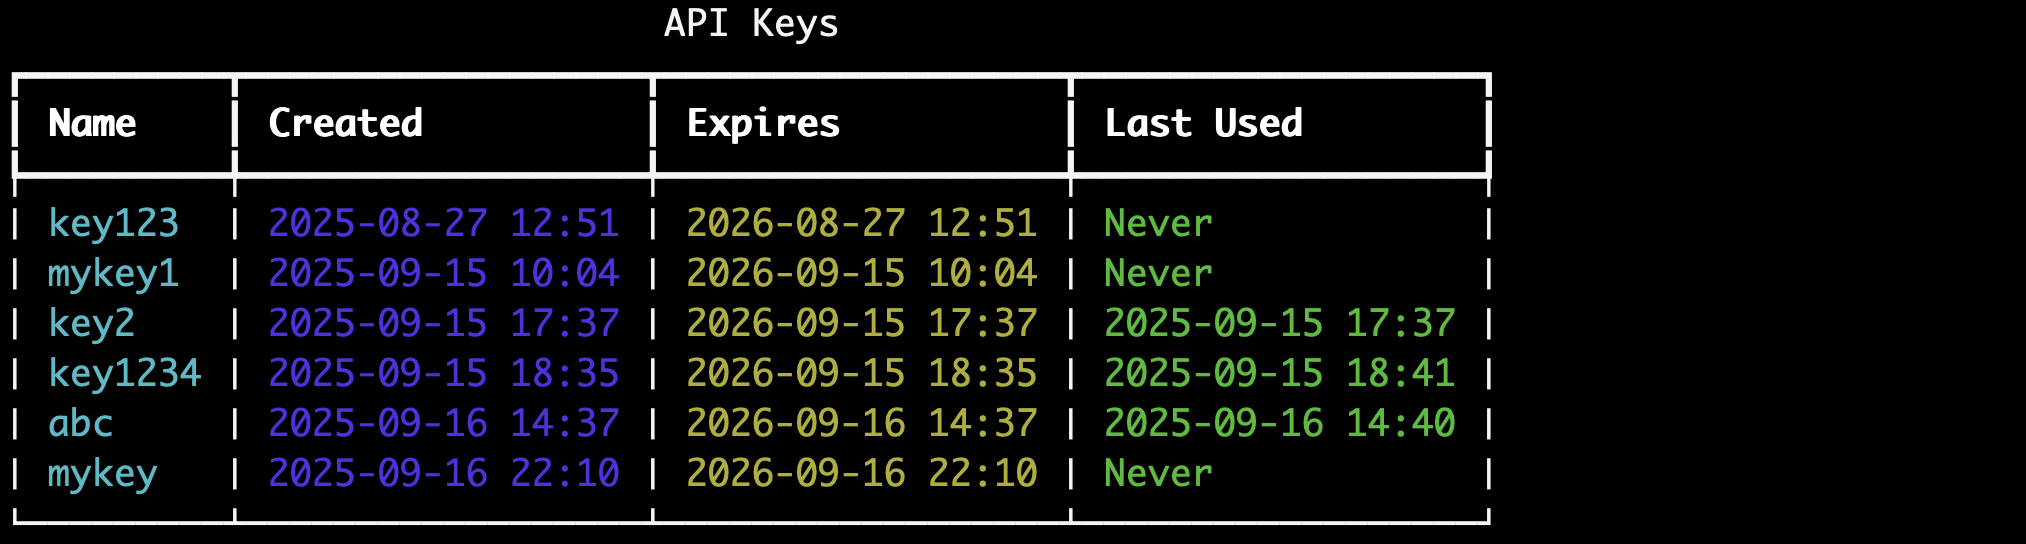 API Keys
Name Created Expires Last Used
key123 2025-08-27 12:51 2026-08-27 12:51 Never
mykey1 2025-09-15 10:04 2026-09-15 10:04 Never
key2 2025-09-15 17:37 2026-09-15 17:37 2025-09-15 17:37
key1234 2025-09-15 18:35 2026-09-15 18:35 2025-09-15 18:41
abc 2025-09-16 14:37 2026-09-16 14:37 2025-09-16 14:40
mykey 2025-09-16 22:10 2026-09-16 22:10 Never